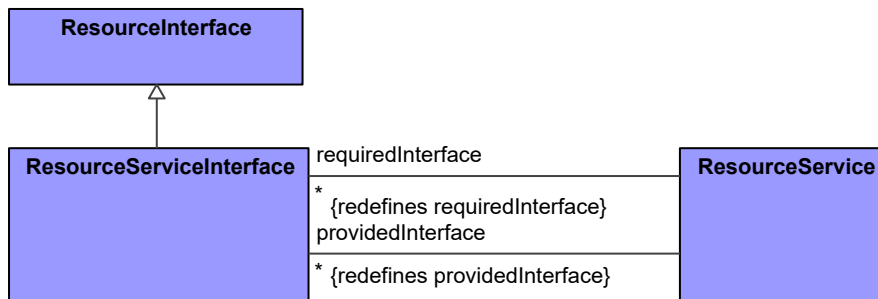 ResourceInterface
ResourceServiceInterface
requiredInterface
ResourceService
*
{redefines requiredInterface}
providedInterface
* {redefines providedInterface}